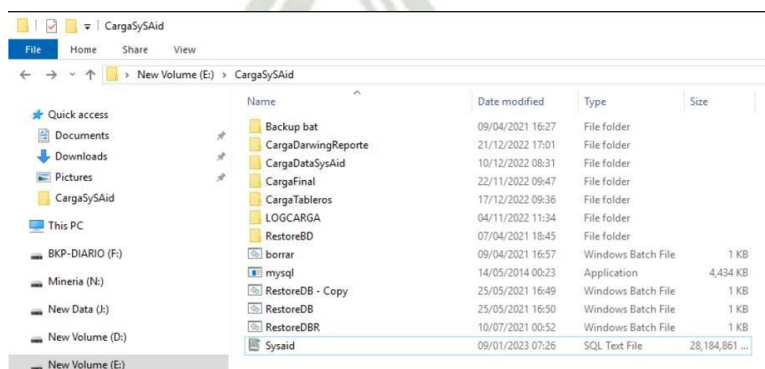 CargaSySAid
File Home Share View
New Volume (E:) > CargaSySAid
Name Date modified Type Size
Quick access
Documents
Downloads
Pictures
CargaSySAid
This PC
BKP-DIARIO (F:)
Mineria (N:)
New Data (J:)
New Volume (D:)
New Volume (E:)
Backup bat 09/04/2021 16:27 File folder
CargaDarwingReporte 21/12/2022 17:01 File folder
CargaDataSysAid 10/12/2022 08:31 File folder
CargaFinal 22/11/2022 09:47 File folder
CargaTableros 17/12/2022 09:36 File folder
LOGCARGA 04/11/2022 11:34 File folder
RestoreBD 07/04/2021 18:45 File folder
borrar 09/04/2021 16:57 Windows Batch File 1 KB
mysql 14/05/2014 00:23 Application 4,434 KB
RestoreDB - Copy 25/05/2021 16:49 Windows Batch File 1 KB
RestoreDB 25/05/2021 16:50 Windows Batch File 1 KB
RestoreDBR 10/07/2021 00:52 Windows Batch File 1 KB
Sysaid 09/01/2023 07:26 SQL Text File 28,184,861 ...